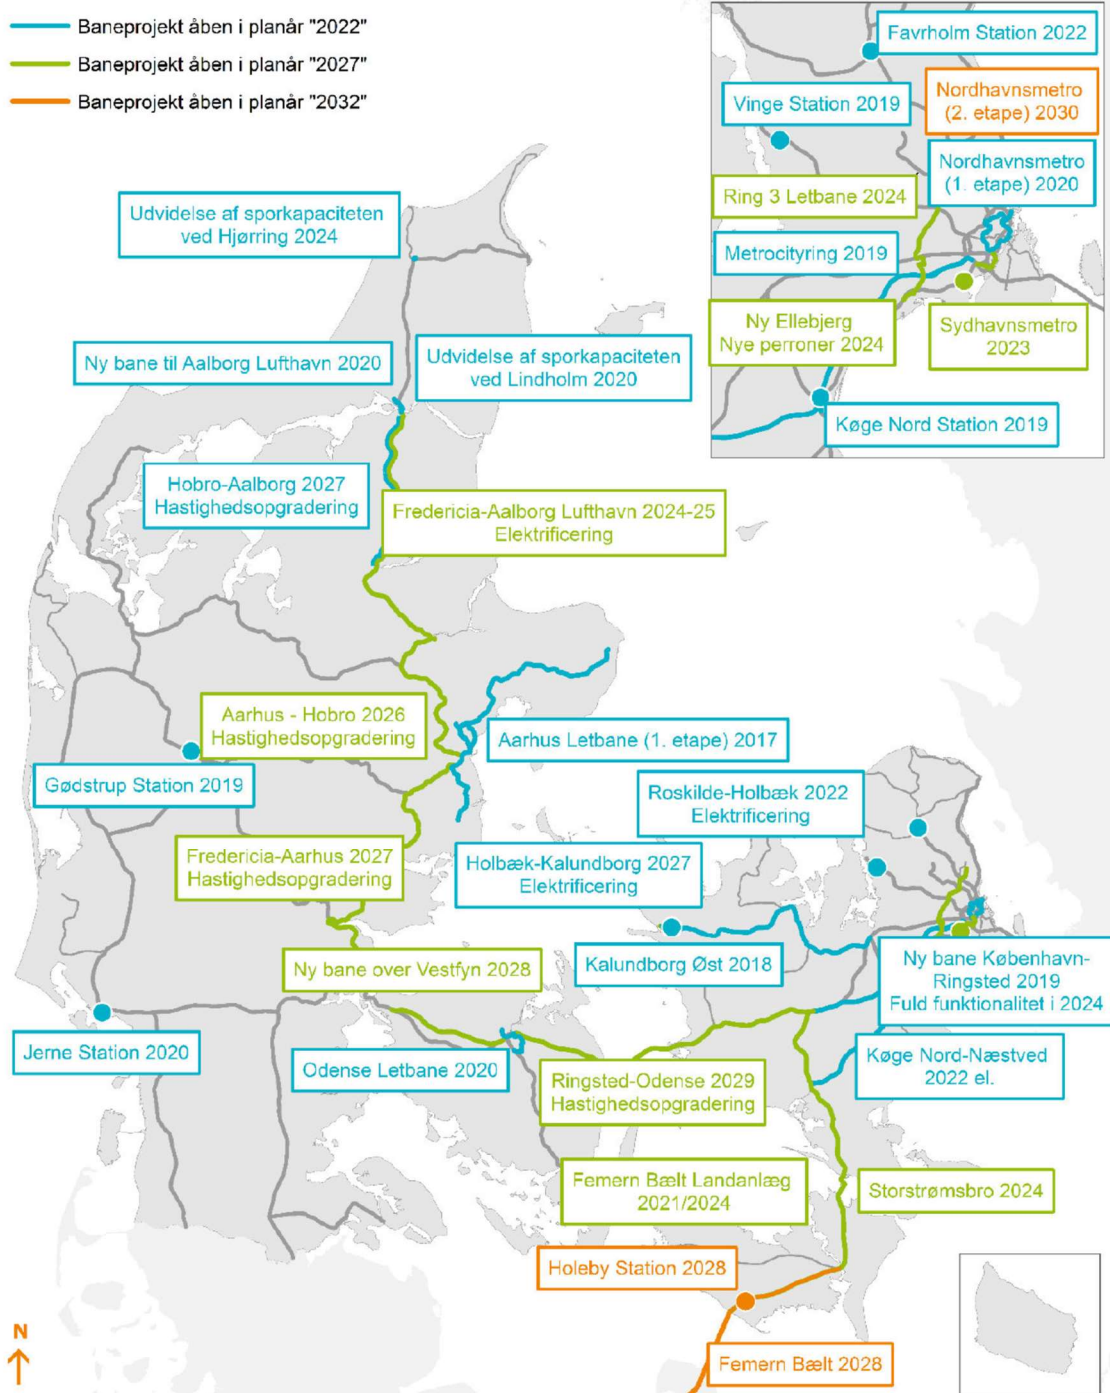 Baneprojekt åben i planår "2022"
Baneprojekt åben i planår "2027"
Baneprojekt åben i planår "2032"
Favrholm Station 2022
Vinge Station 2019
Nordhavnsmetro
(2. etape) 2030
Nordhavnsmetro
(1. etape) 2020
Ring 3 Letbane 2024
Metrocityring 2019
Ny Ellebjerg
Nye perroner 2024
Sydhavnsmetro
2023
Køge Nord Station 2019
Udvidelse af sporkapaciteten
ved Hjørring 2024
Ny bane til Aalborg Lufthavn 2020
Udvidelse af sporkapaciteten
ved Lindholm 2020
Hobro-Aalborg 2027
Hastighedsopgradering
Fredericia-Aalborg Lufthavn 2024-25
Elektrificering
Aarhus - Hobro 2026
Hastighedsopgradering
Aarhus Letbane (1. etape) 2017
Gødstrup Station 2019
Roskilde-Holbæk 2022
Elektrificering
Fredericia-Aarhus 2027
Hastighedsopgradering
Holbæk-Kalundborg 2027
Elektrificering
Ny bane over Vestfyn 2028
Kalundborg Øst 2018
Ny bane København-
Ringsted 2019
Fuld funktionalitet i 2024
Jerne Station 2020
Odense Letbane 2020
Ringsted-Odense 2029
Hastighedsopgradering
Køge Nord-Næstved
2022 el.
Femern Bælt Landanlæg
2021/2024
Storstrømsbro 2024
Holeby Station 2028
Femern Bælt 2028
N